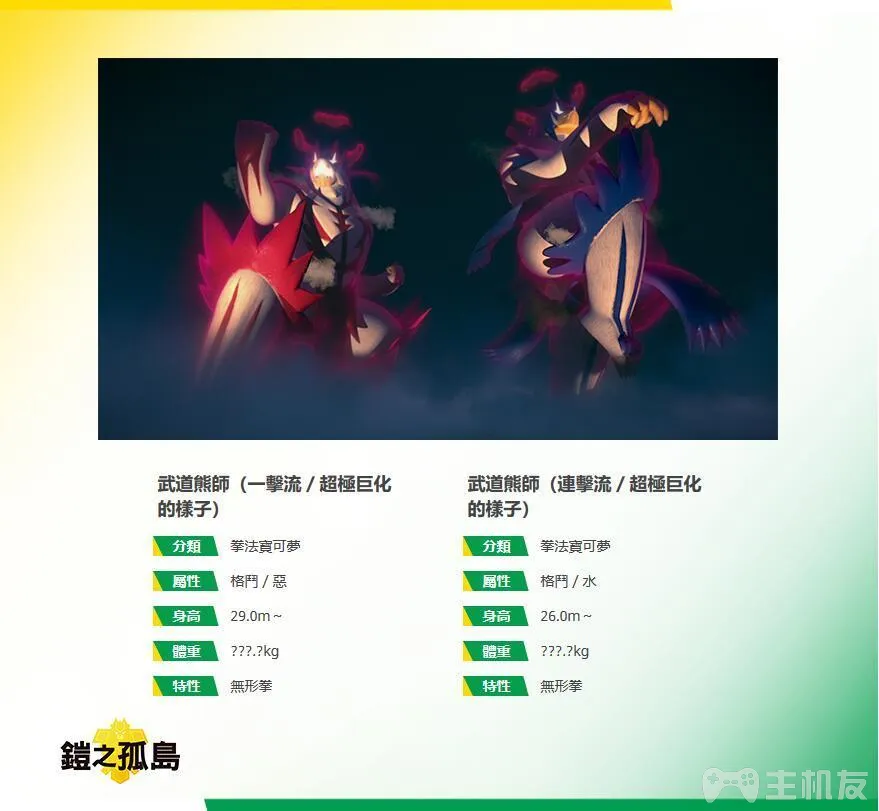 武道熊師（一擊流 / 超極巨化
的樣子）
分類 拳法寶可夢
屬性 格鬥 / 惡
身高 29.0m ~
體重 ???.?kg
特性 無形拳
武道熊師（連擊流 / 超極巨化
的樣子）
分類 拳法寶可夢
屬性 格鬥 / 水
身高 26.0m ~
體重 ???.?kg
特性 無形拳
鎧之孤島
主机友